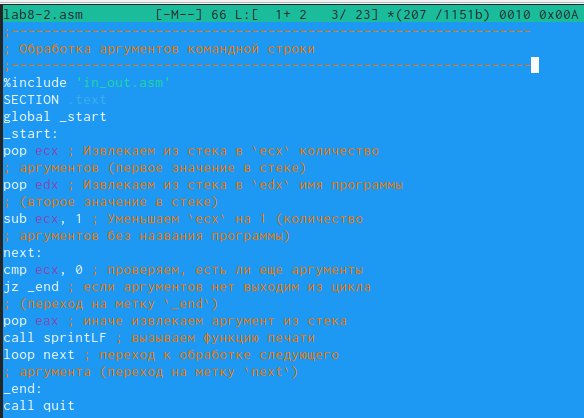 lab8-2.asm [-M--] 66 L:[ 1+ 2 3/ 23] *(207 /1151b) 0010 0x00A
;-----------------------------------------------------------------
; Обработка аргументов командной строки
;-----------------------------------------------------------------
%include 'in_out.asm'
SECTION .text
global _start
_start:
pop ecx ; Извлекаем из стека в `ecx` количество
; аргументов (первое значение в стеке)
pop edx ; Извлекаем из стека в `edx` имя программы
; (второе значение в стеке)
sub ecx, 1 ; Уменьшаем `ecx` на 1 (количество
; аргументов без названия программы)
next:
cmp ecx, 0 ; проверяем, есть ли еще аргументы
jz _end ; если аргументов нет выходим из цикла
; (переход на метку `_end`)
pop eax ; иначе извлекаем аргумент из стека
call sprintLF ; вызываем функцию печати
loop next ; переход к обработке следующего
; аргумента (переход на метку `next`)
_end:
call quit